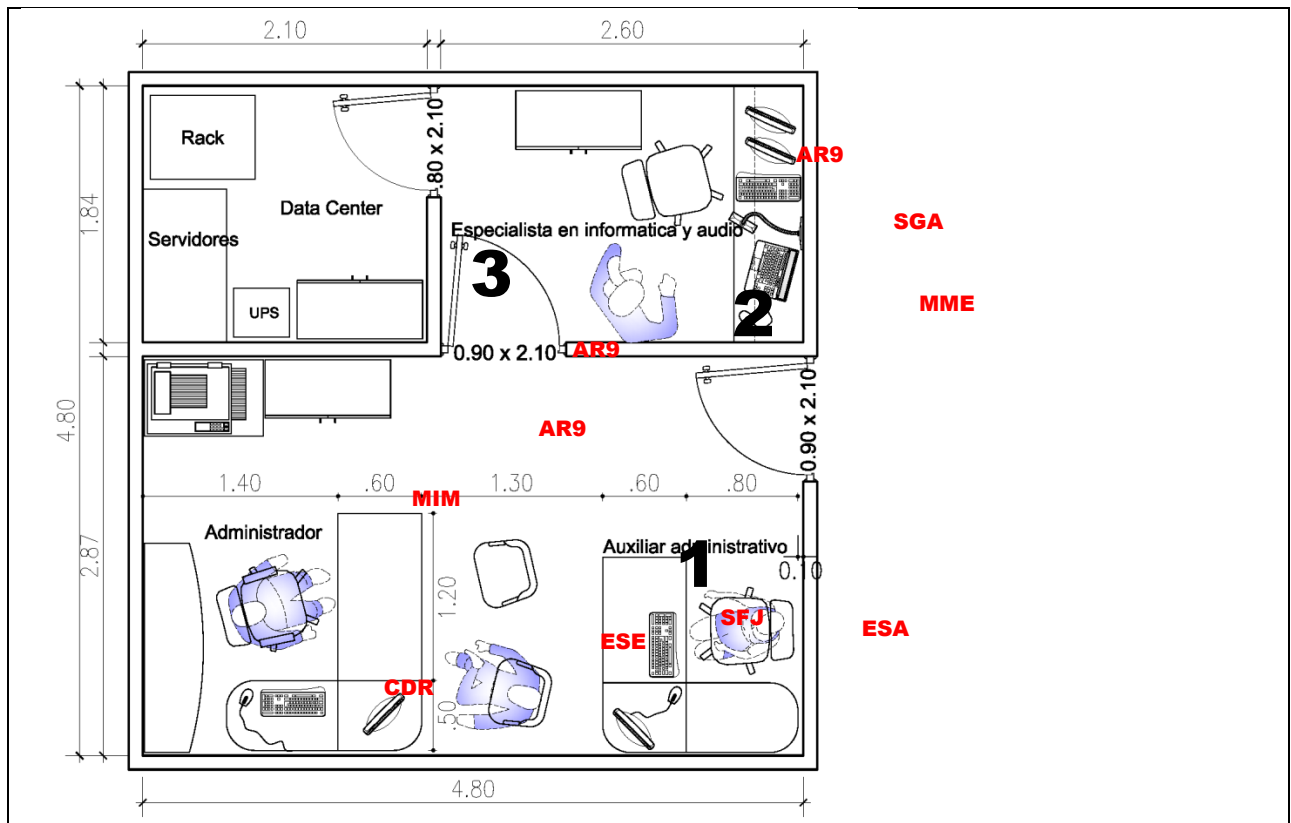 2.10
2.60
Rack
.80 x 2.10
AR9
1.84
Data Center
Servidores
Especialista en informatica y audio
SGA
3
UPS
2
MME
0.90 x 2.10
AR9
4.80
0.90 x 2.10
AR9
1.40
.60
1.30
.60
.80
MIM
Administrador
Auxiliar administrativo
1
0.10
2.87
1.20
ESE
SFJ
ESA
CDR
.50
4.80